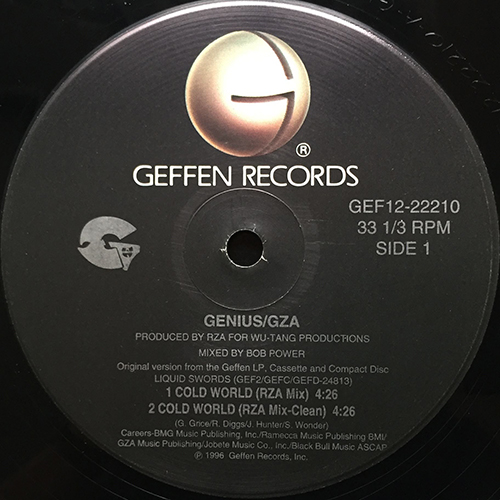 ®
GEFFEN RECORDS
GEF12-22210
33 1/3 RPM
SIDE 1
GENIUS/GZA
PRODUCED BY RZA FOR WU-TANG PRODUCTIONS
MIXED BY BOB POWER
Original version from the Geffen LP, Cassette and Compact Disc
LIQUID SWORDS (GEF2/GEFC/GEFD-24813)
1 COLD WORLD (RZA Mix) 4:26
2 COLD WORLD (RZA Mix-Clean) 4:26
(G. Grice/R. Diggs/J. Hunter/S. Wonder)
Careers-BMG Music Publishing, Inc./Ramecca Music Publishing BMI/
GZA Music Publishing/Jobete Music Co., Inc./Black Bull Music ASCAP
℗ 1996 Geffen Records, Inc.